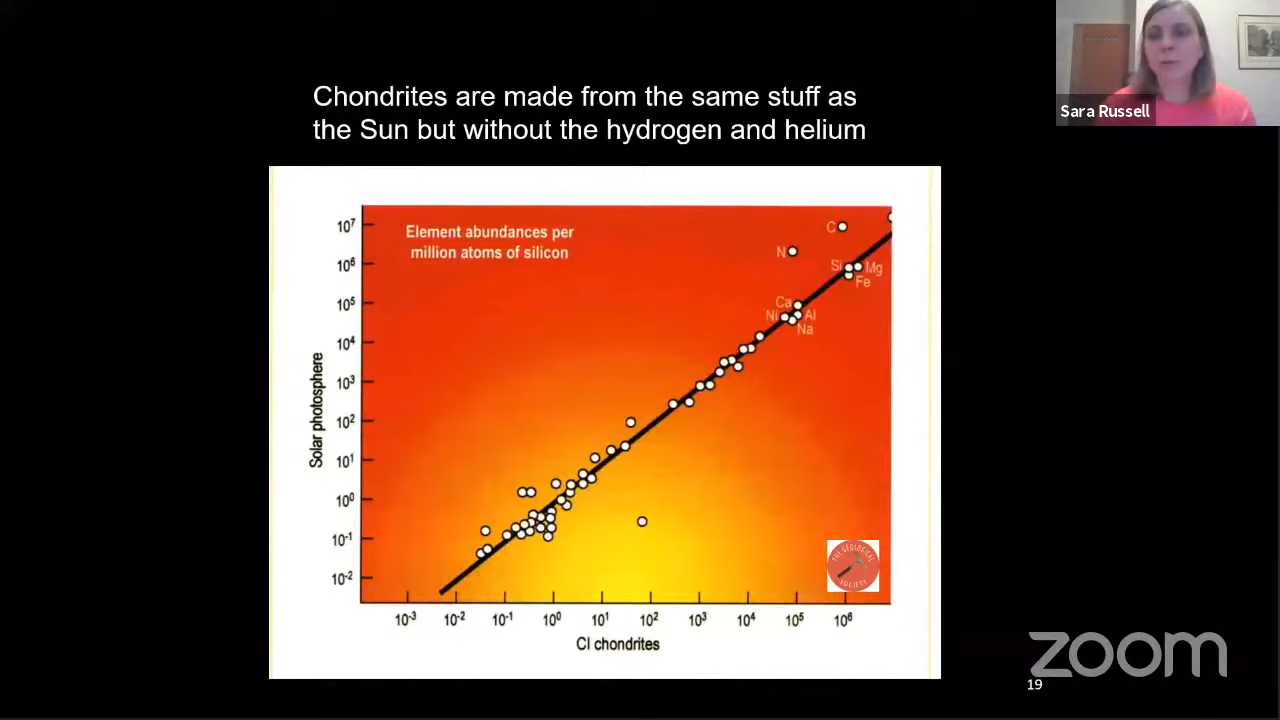 Chondrites are made from the same stuff as
the Sun but without the hydrogen and helium
Sara Russell
Element abundances per
million atoms of silicon
10⁷
10⁶
10⁵
10⁴
10³
10²
10¹
10⁰
10⁻¹
10⁻²
Solar photosphere
C
N
Si
Mg
Fe
Ca
Ni
Al
Na
THE GEOLOGICAL
SOCIETY
10⁻³
10⁻²
10⁻¹
10⁰
10¹
10²
10³
10⁴
10⁵
10⁶
CI chondrites
zoom
19